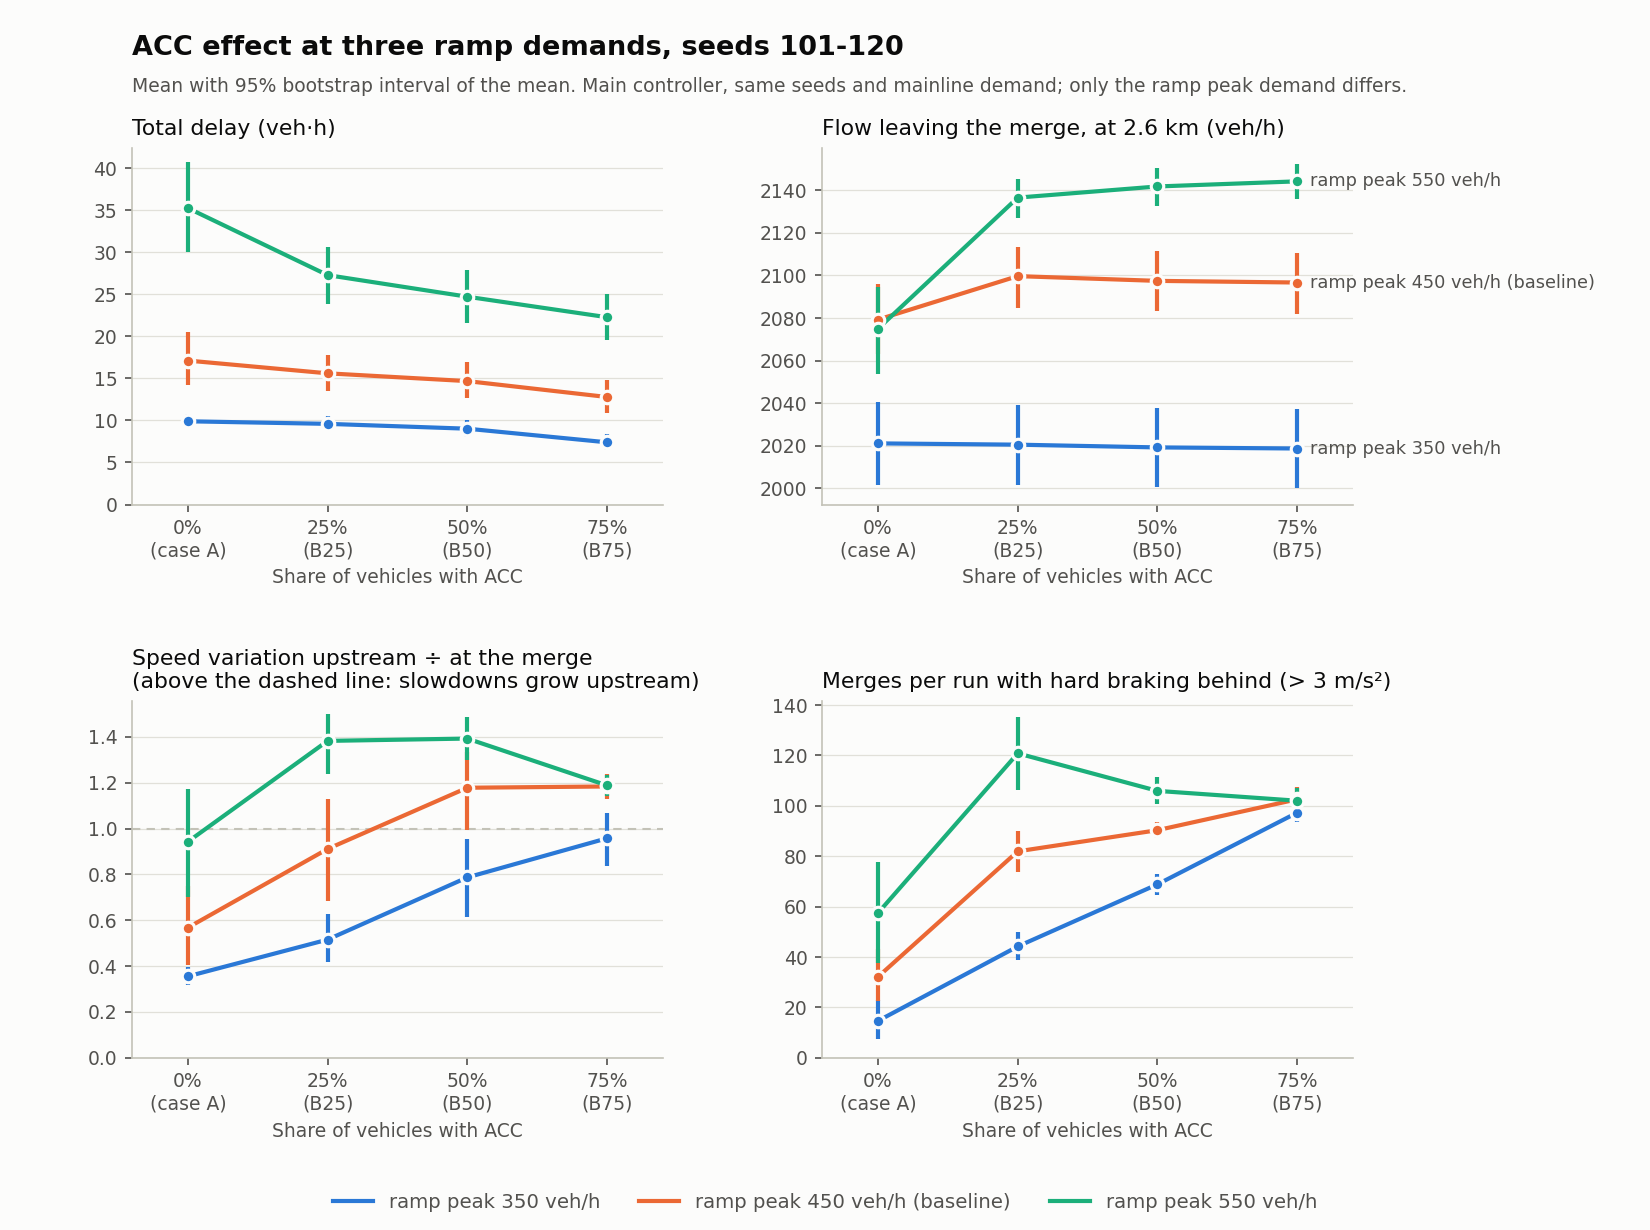 ACC effect at three ramp demands, seeds 101-120
Mean with 95% bootstrap interval of the mean. Main controller, same seeds and mainline demand; only the ramp peak demand differs.
Total delay (veh·h)
40
35
30
25
20
15
10
5
0
0%
(case A)
25%
(B25)
50%
(B50)
75%
(B75)
Share of vehicles with ACC
Flow leaving the merge, at 2.6 km (veh/h)
2140
2120
2100
2080
2060
2040
2020
2000
ramp peak 550 veh/h
ramp peak 450 veh/h (baseline)
ramp peak 350 veh/h
0%
(case A)
25%
(B25)
50%
(B50)
75%
(B75)
Share of vehicles with ACC
Speed variation upstream ÷ at the merge
(above the dashed line: slowdowns grow upstream)
1.4
1.2
1.0
0.8
0.6
0.4
0.2
0.0
0%
(case A)
25%
(B25)
50%
(B50)
75%
(B75)
Share of vehicles with ACC
Merges per run with hard braking behind (> 3 m/s²)
140
120
100
80
60
40
20
0
0%
(case A)
25%
(B25)
50%
(B50)
75%
(B75)
Share of vehicles with ACC
ramp peak 350 veh/h
ramp peak 450 veh/h (baseline)
ramp peak 550 veh/h